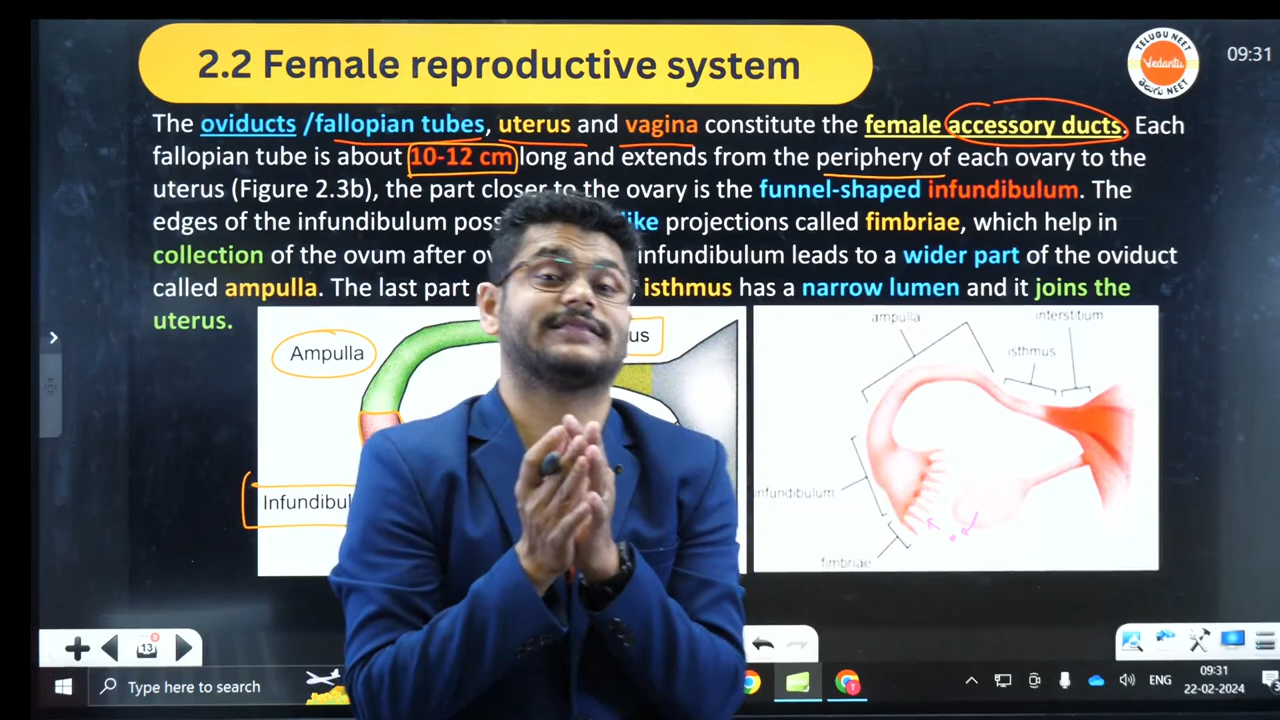 2.2 Female reproductive system
TELUGU NEET
Vedantu
తెలుగు NEET
09:31
The oviducts /fallopian tubes, uterus and vagina constitute the female accessory ducts. Each
fallopian tube is about 10-12 cm long and extends from the periphery of each ovary to the
uterus (Figure 2.3b), the part closer to the ovary is the funnel-shaped infundibulum. The
edges of the infundibulum poss like projections called fimbriae, which help in
collection of the ovum after ov infundibulum leads to a wider part of the oviduct
called ampulla. The last part , isthmus has a narrow lumen and it joins the
uterus.
Ampulla
us
Infundibul
ampulla
interstitium
isthmus
infundibulum
fimbriae
13
Type here to search
ENG
09:31
22-02-2024